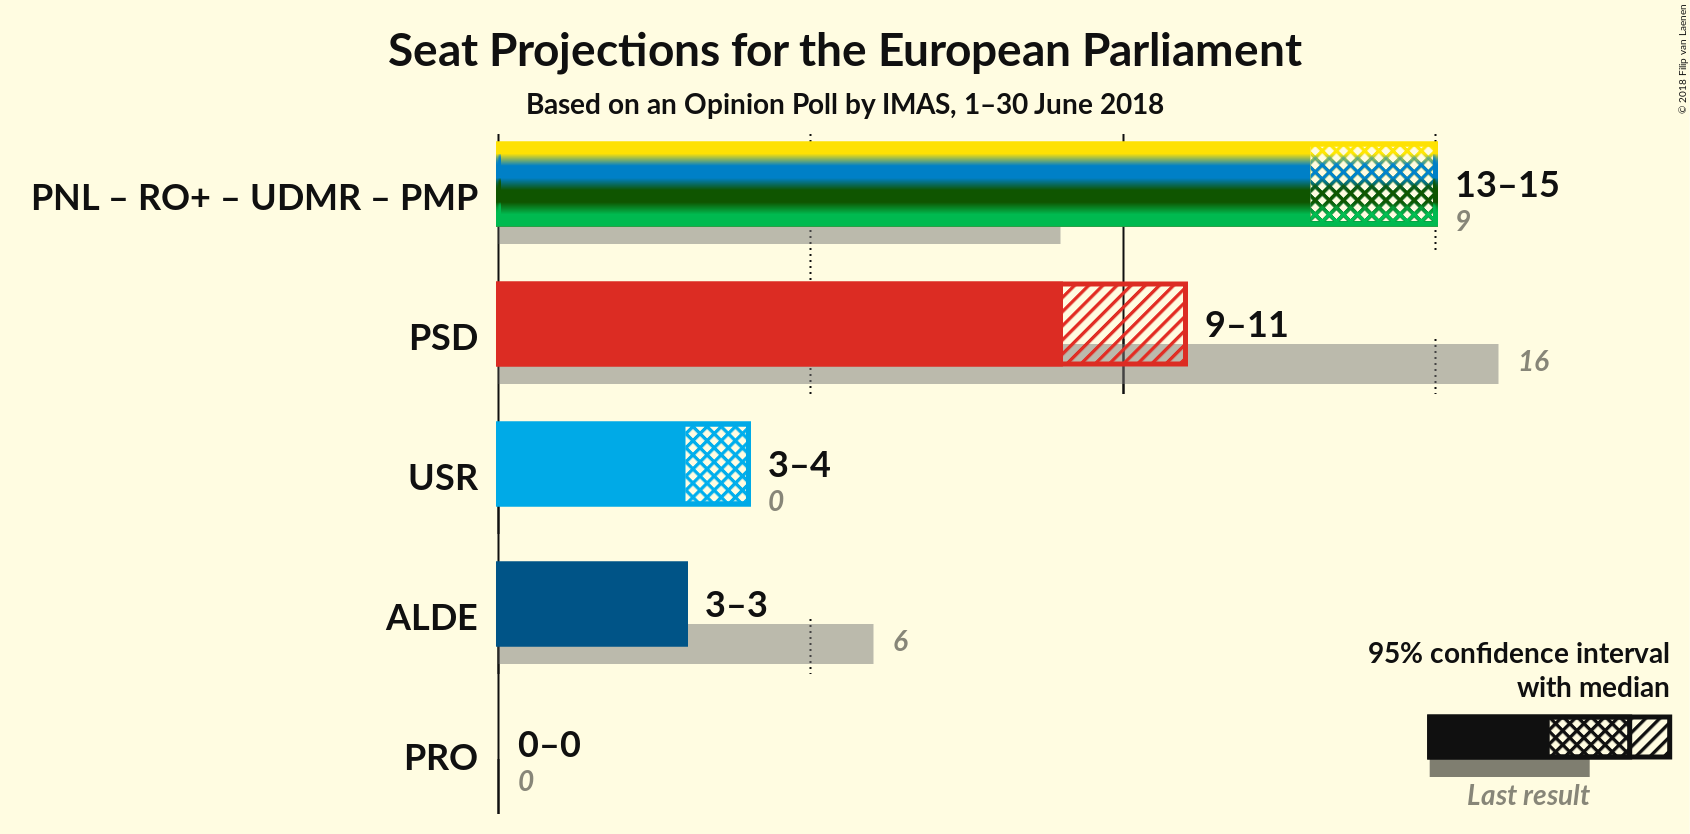 Seat Projections for the European Parliament
Based on an Opinion Poll by IMAS, 1–30 June 2018
© 2018 Filip van Laenen
PNL – RO+ – UDMR – PMP
13–15
9
PSD
9–11
16
USR
3–4
0
ALDE
3–3
6
PRO
0–0
0
95% confidence interval
with median
Last result